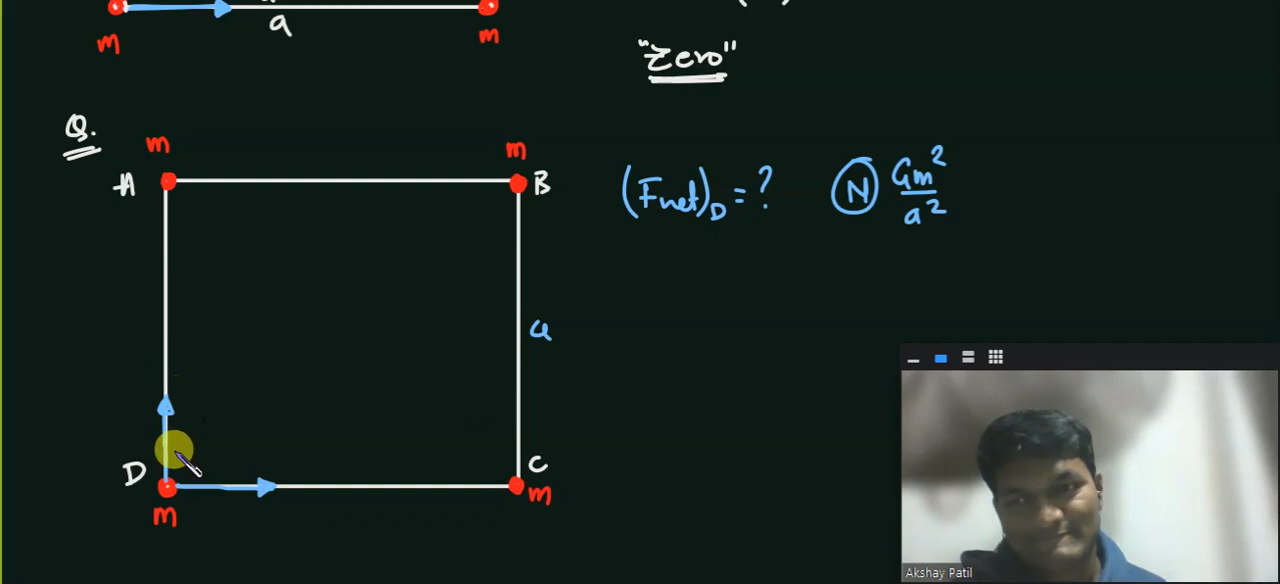 a
m
m
"Zero"
Q.
m
m
A
B
(Fnet)D = ?
N Gm²/a²
a
D
C
m
m
Akshay Patil